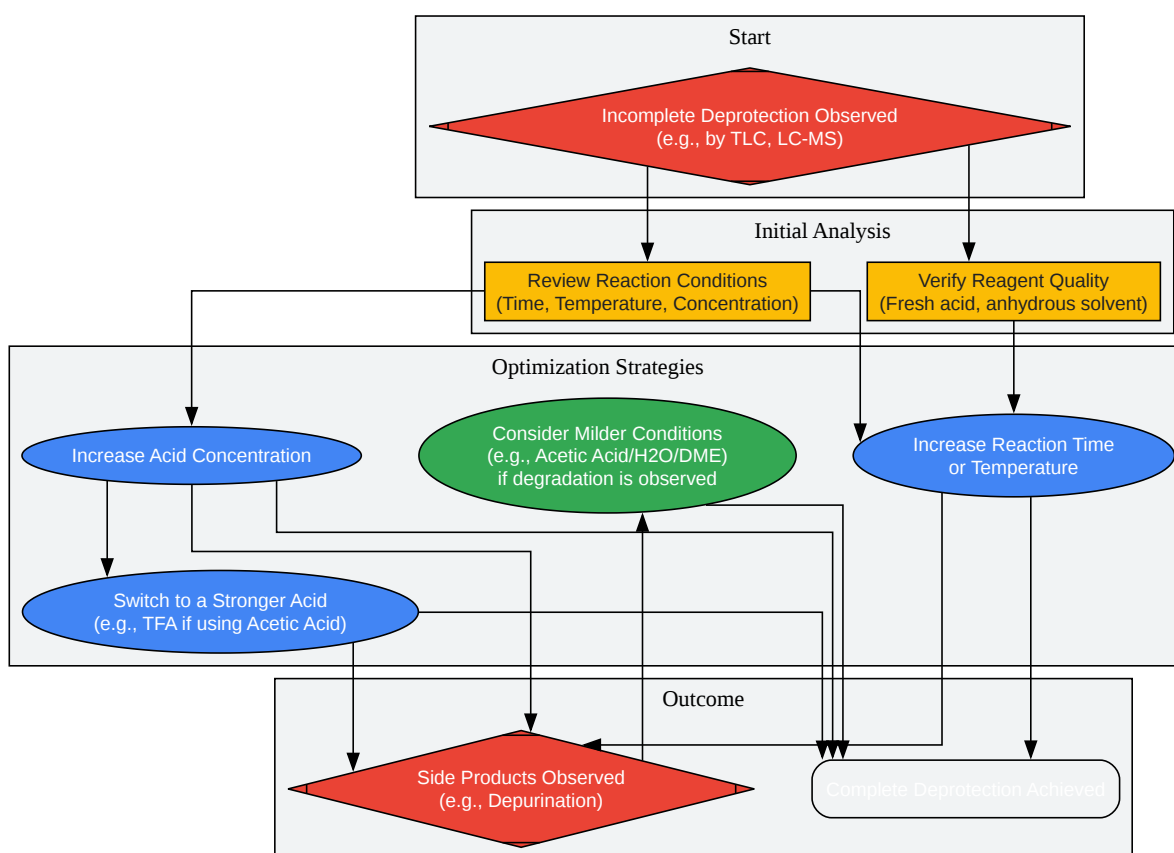 Start
Incomplete Deprotection Observed
(e.g., by TLC, LC-MS)
Initial Analysis
Review Reaction Conditions
(Time, Temperature, Concentration)
Verify Reagent Quality
(Fresh acid, anhydrous solvent)
Optimization Strategies
Increase Acid Concentration
Consider Milder Conditions
(e.g., Acetic Acid/H2O/DME)
if degradation is observed
Increase Reaction Time
or Temperature
Switch to a Stronger Acid
(e.g., TFA if using Acetic Acid)
Outcome
Side Products Observed
(e.g., Depurination)
Complete Deprotection Achieved